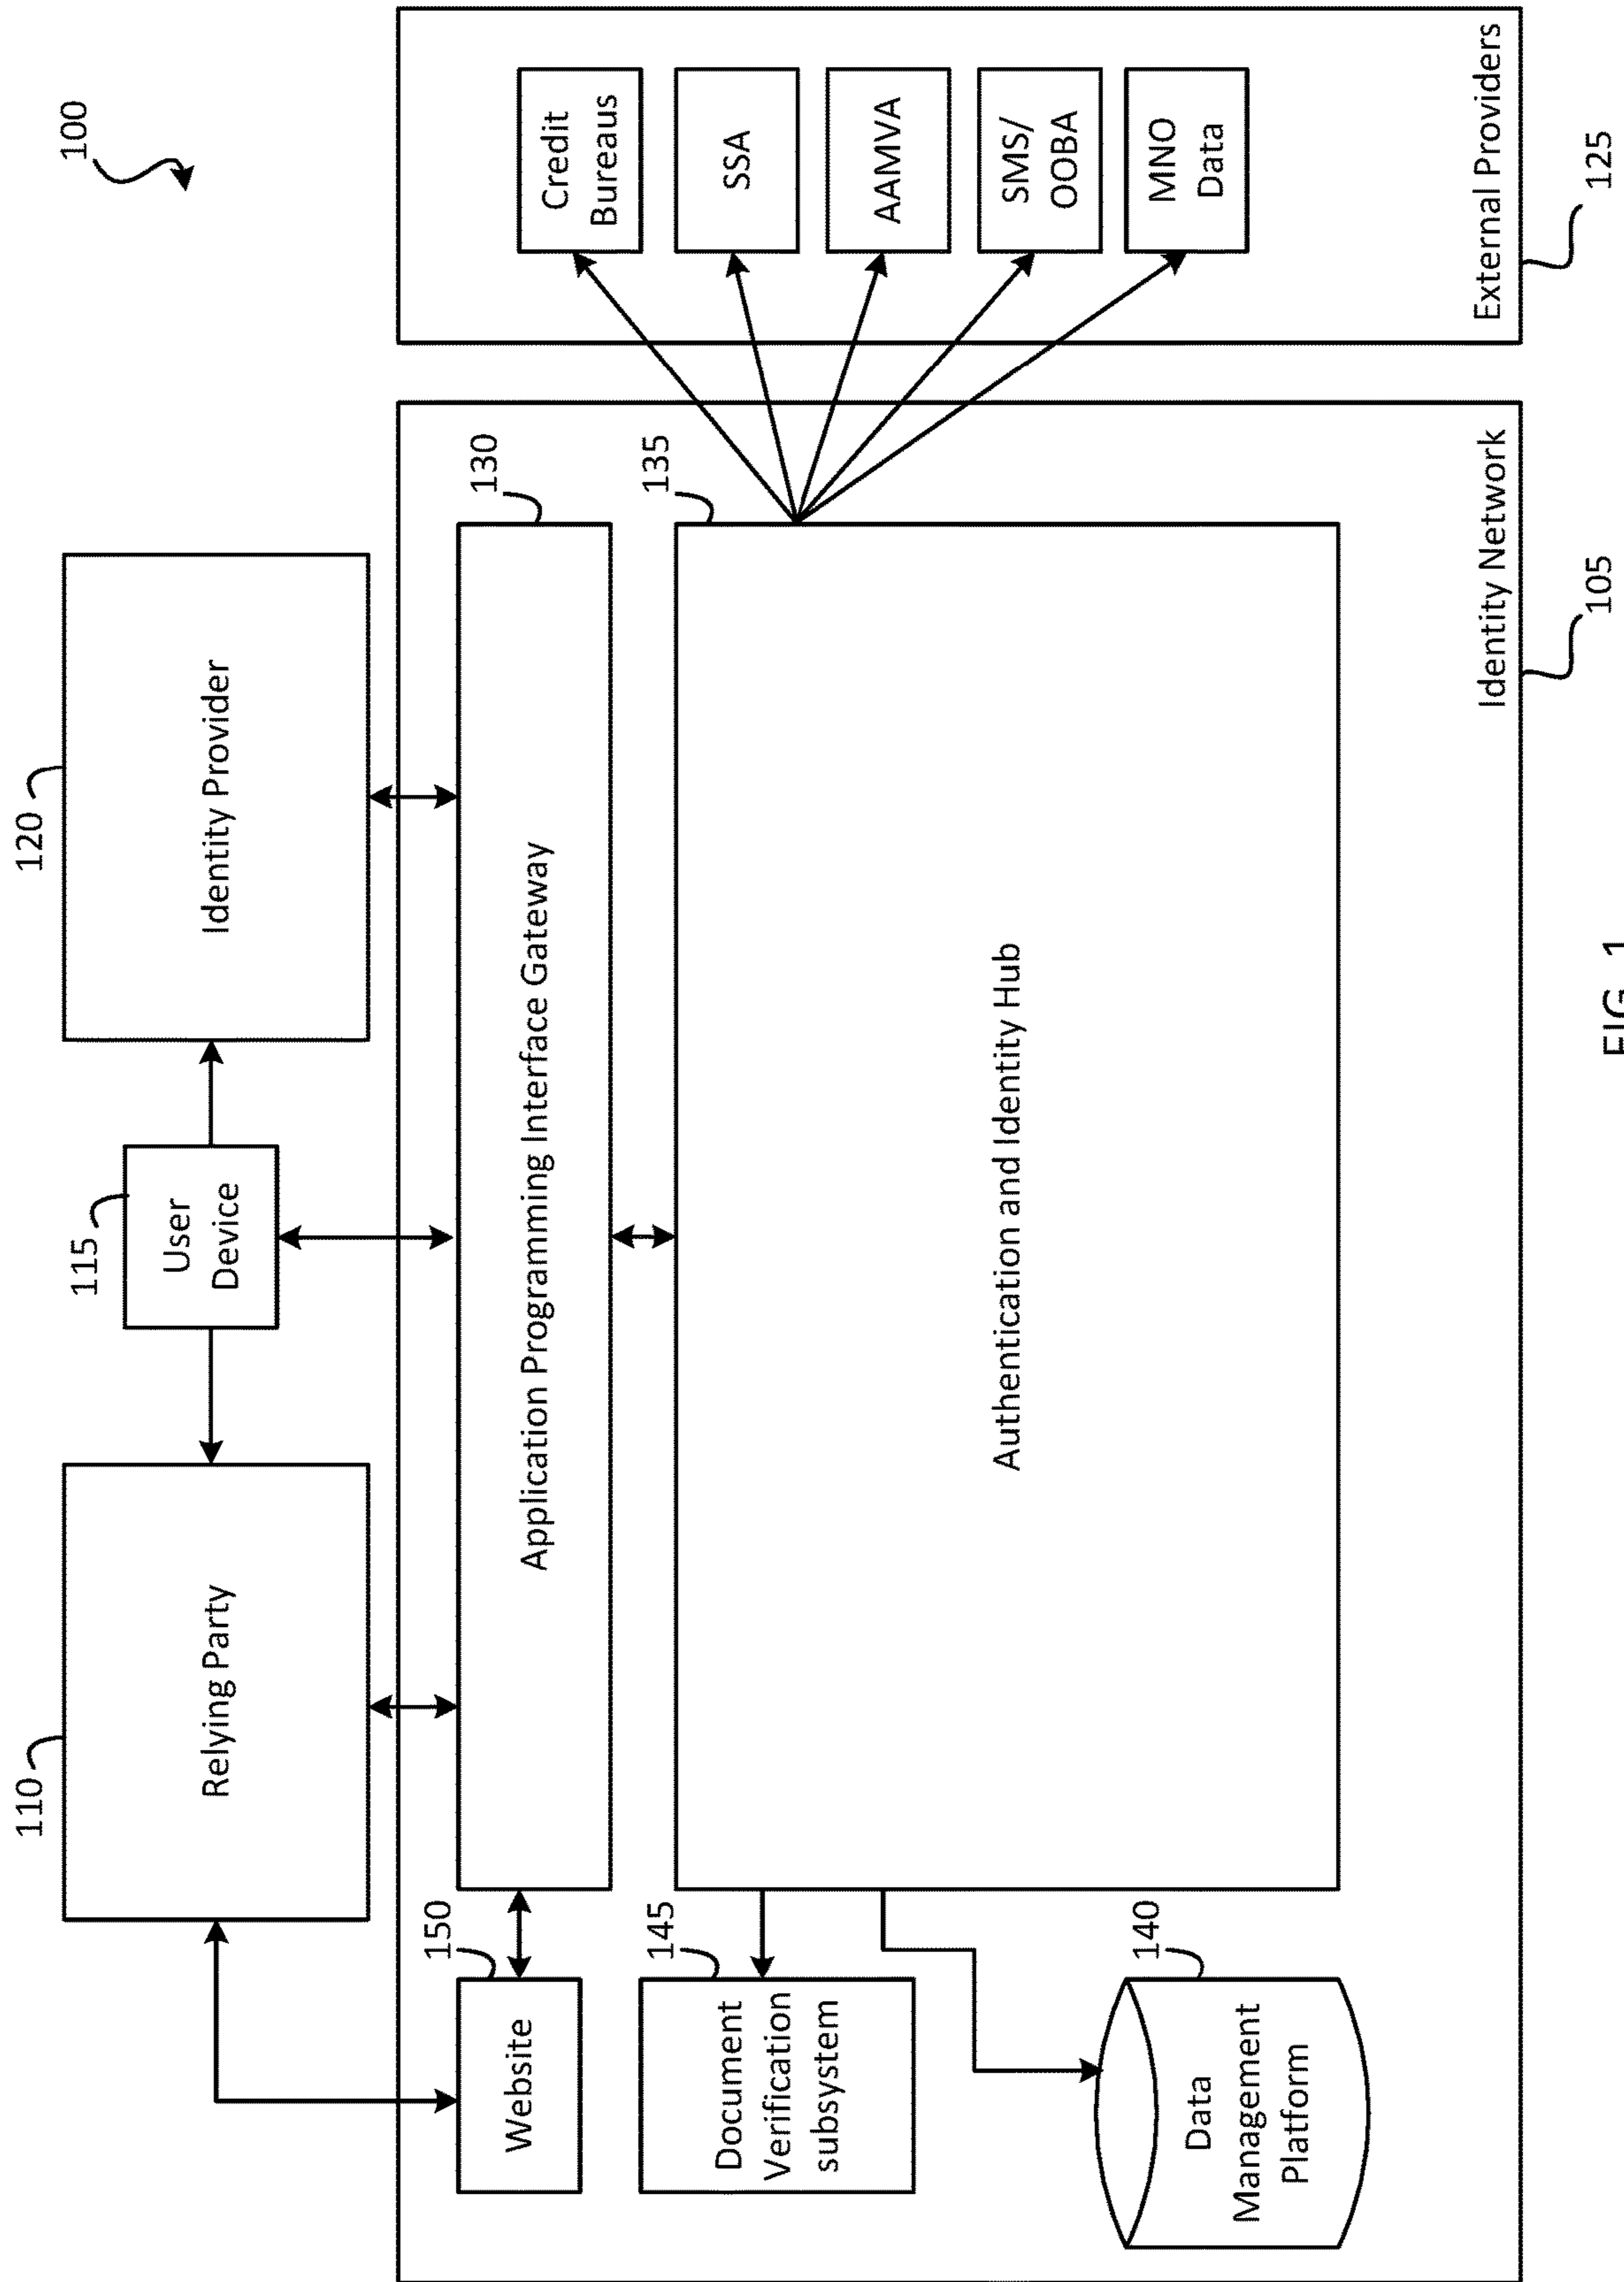 100
110
Relying Party
115
User
Device
120
Identity Provider
150
Website
130
Application Programming Interface Gateway
145
Document
Verification
subsystem
135
Authentication and Identity Hub
140
Data
Management
Platform
Identity Network
105
Credit
Bureaus
SSA
AAMVA
SMS/
OOBA
MNO
Data
External Providers
125
FIG. 1